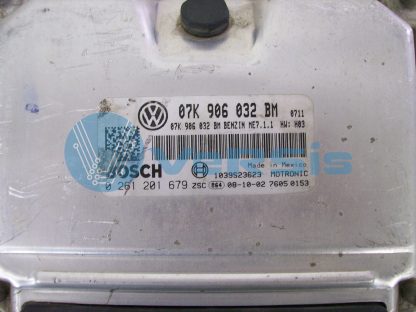 07K 906 032 BM 0711
07K 906 032 BM BENZIN ME7.1.1 HW: H03
BOSCH
Made in Mexico
1039S23623 MOTRONIC
0 261 201 679 ZSC 864 08-10-02 7605 0153